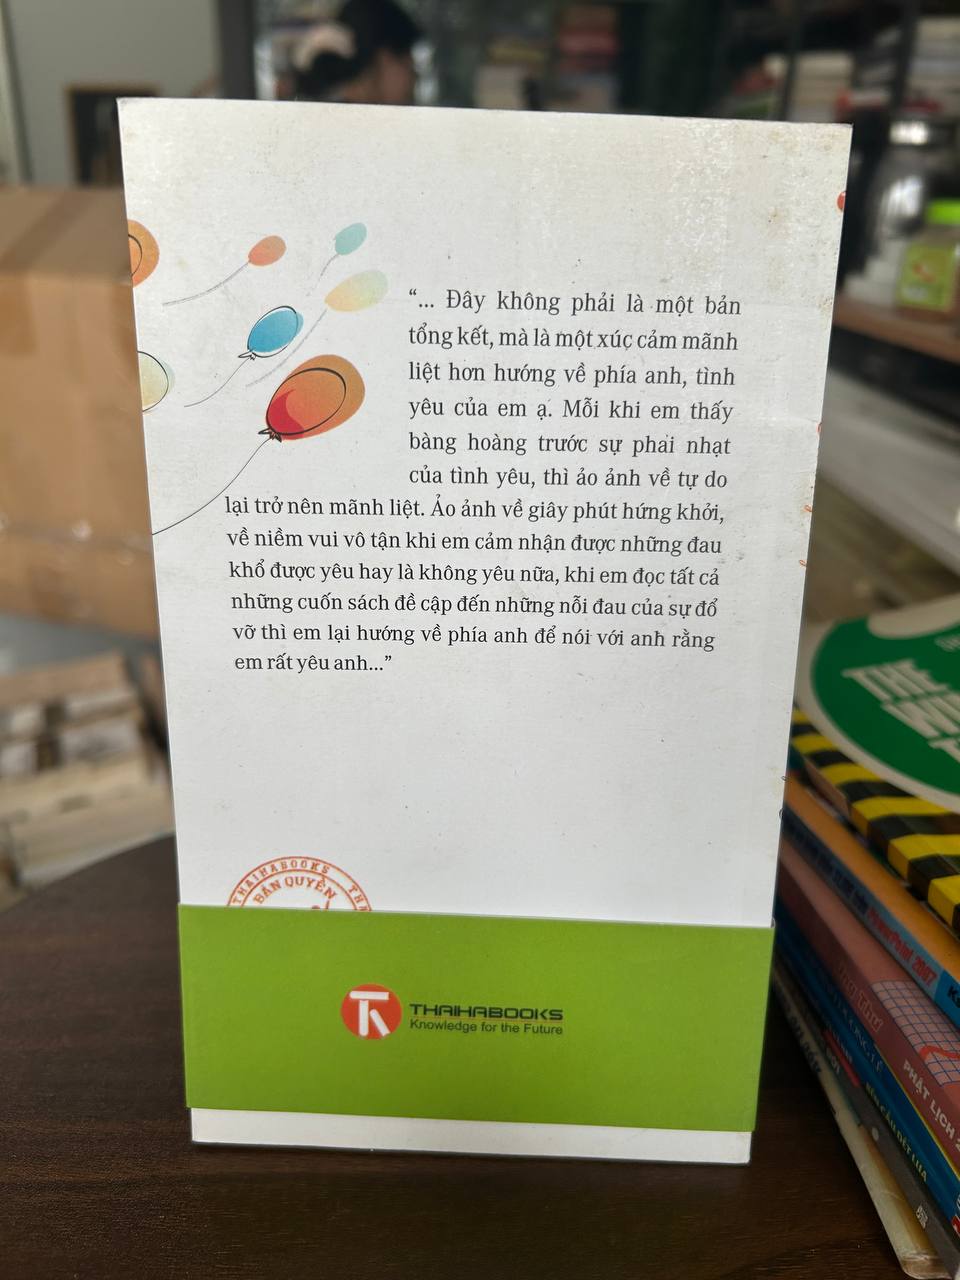 “... Đây không phải là một bản
tổng kết, mà là một xúc cảm mãnh
liệt hơn hướng về phía anh, tình
yêu của em ạ. Mỗi khi em thấy
bàng hoàng trước sự phai nhạt
của tình yêu, thì ảo ảnh về tự do
lại trở nên mãnh liệt. Ảo ảnh về giây phút hứng khởi,
về niềm vui vô tận khi em cảm nhận được những đau
khổ được yêu hay là không yêu nữa, khi em đọc tất cả
những cuốn sách đề cập đến những nỗi đau của sự đổ
vỡ thì em lại hướng về phía anh để nói với anh rằng
em rất yêu anh...”
THAIHABOOKS
BẢN QUYỀN
THAIHABOOKS
Knowledge for the Future
THE
PowerPoint 2007
PHẬT LỊCH